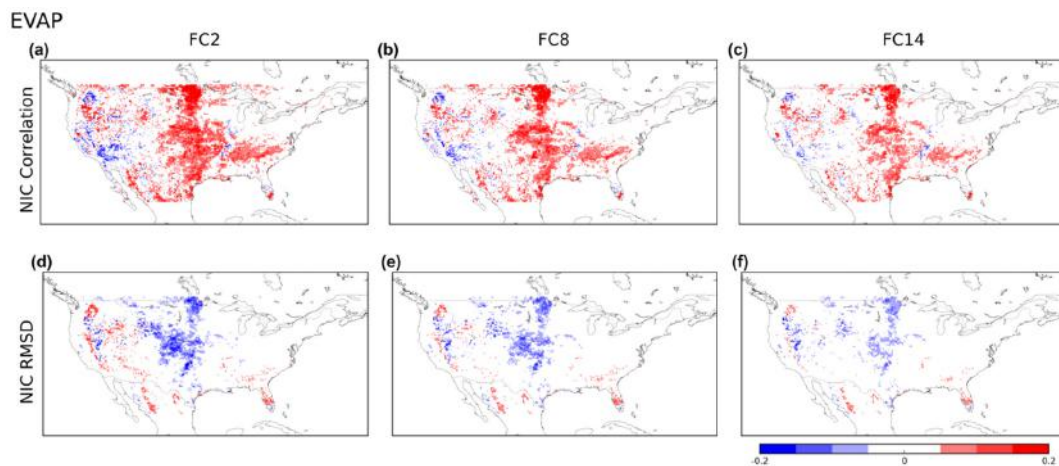 EVAP
FC2 FC8 FC14
(a) (b) (c)
NIC Correlation
(d) (e) (f)
NIC RMSD
-0.2 0 0.2